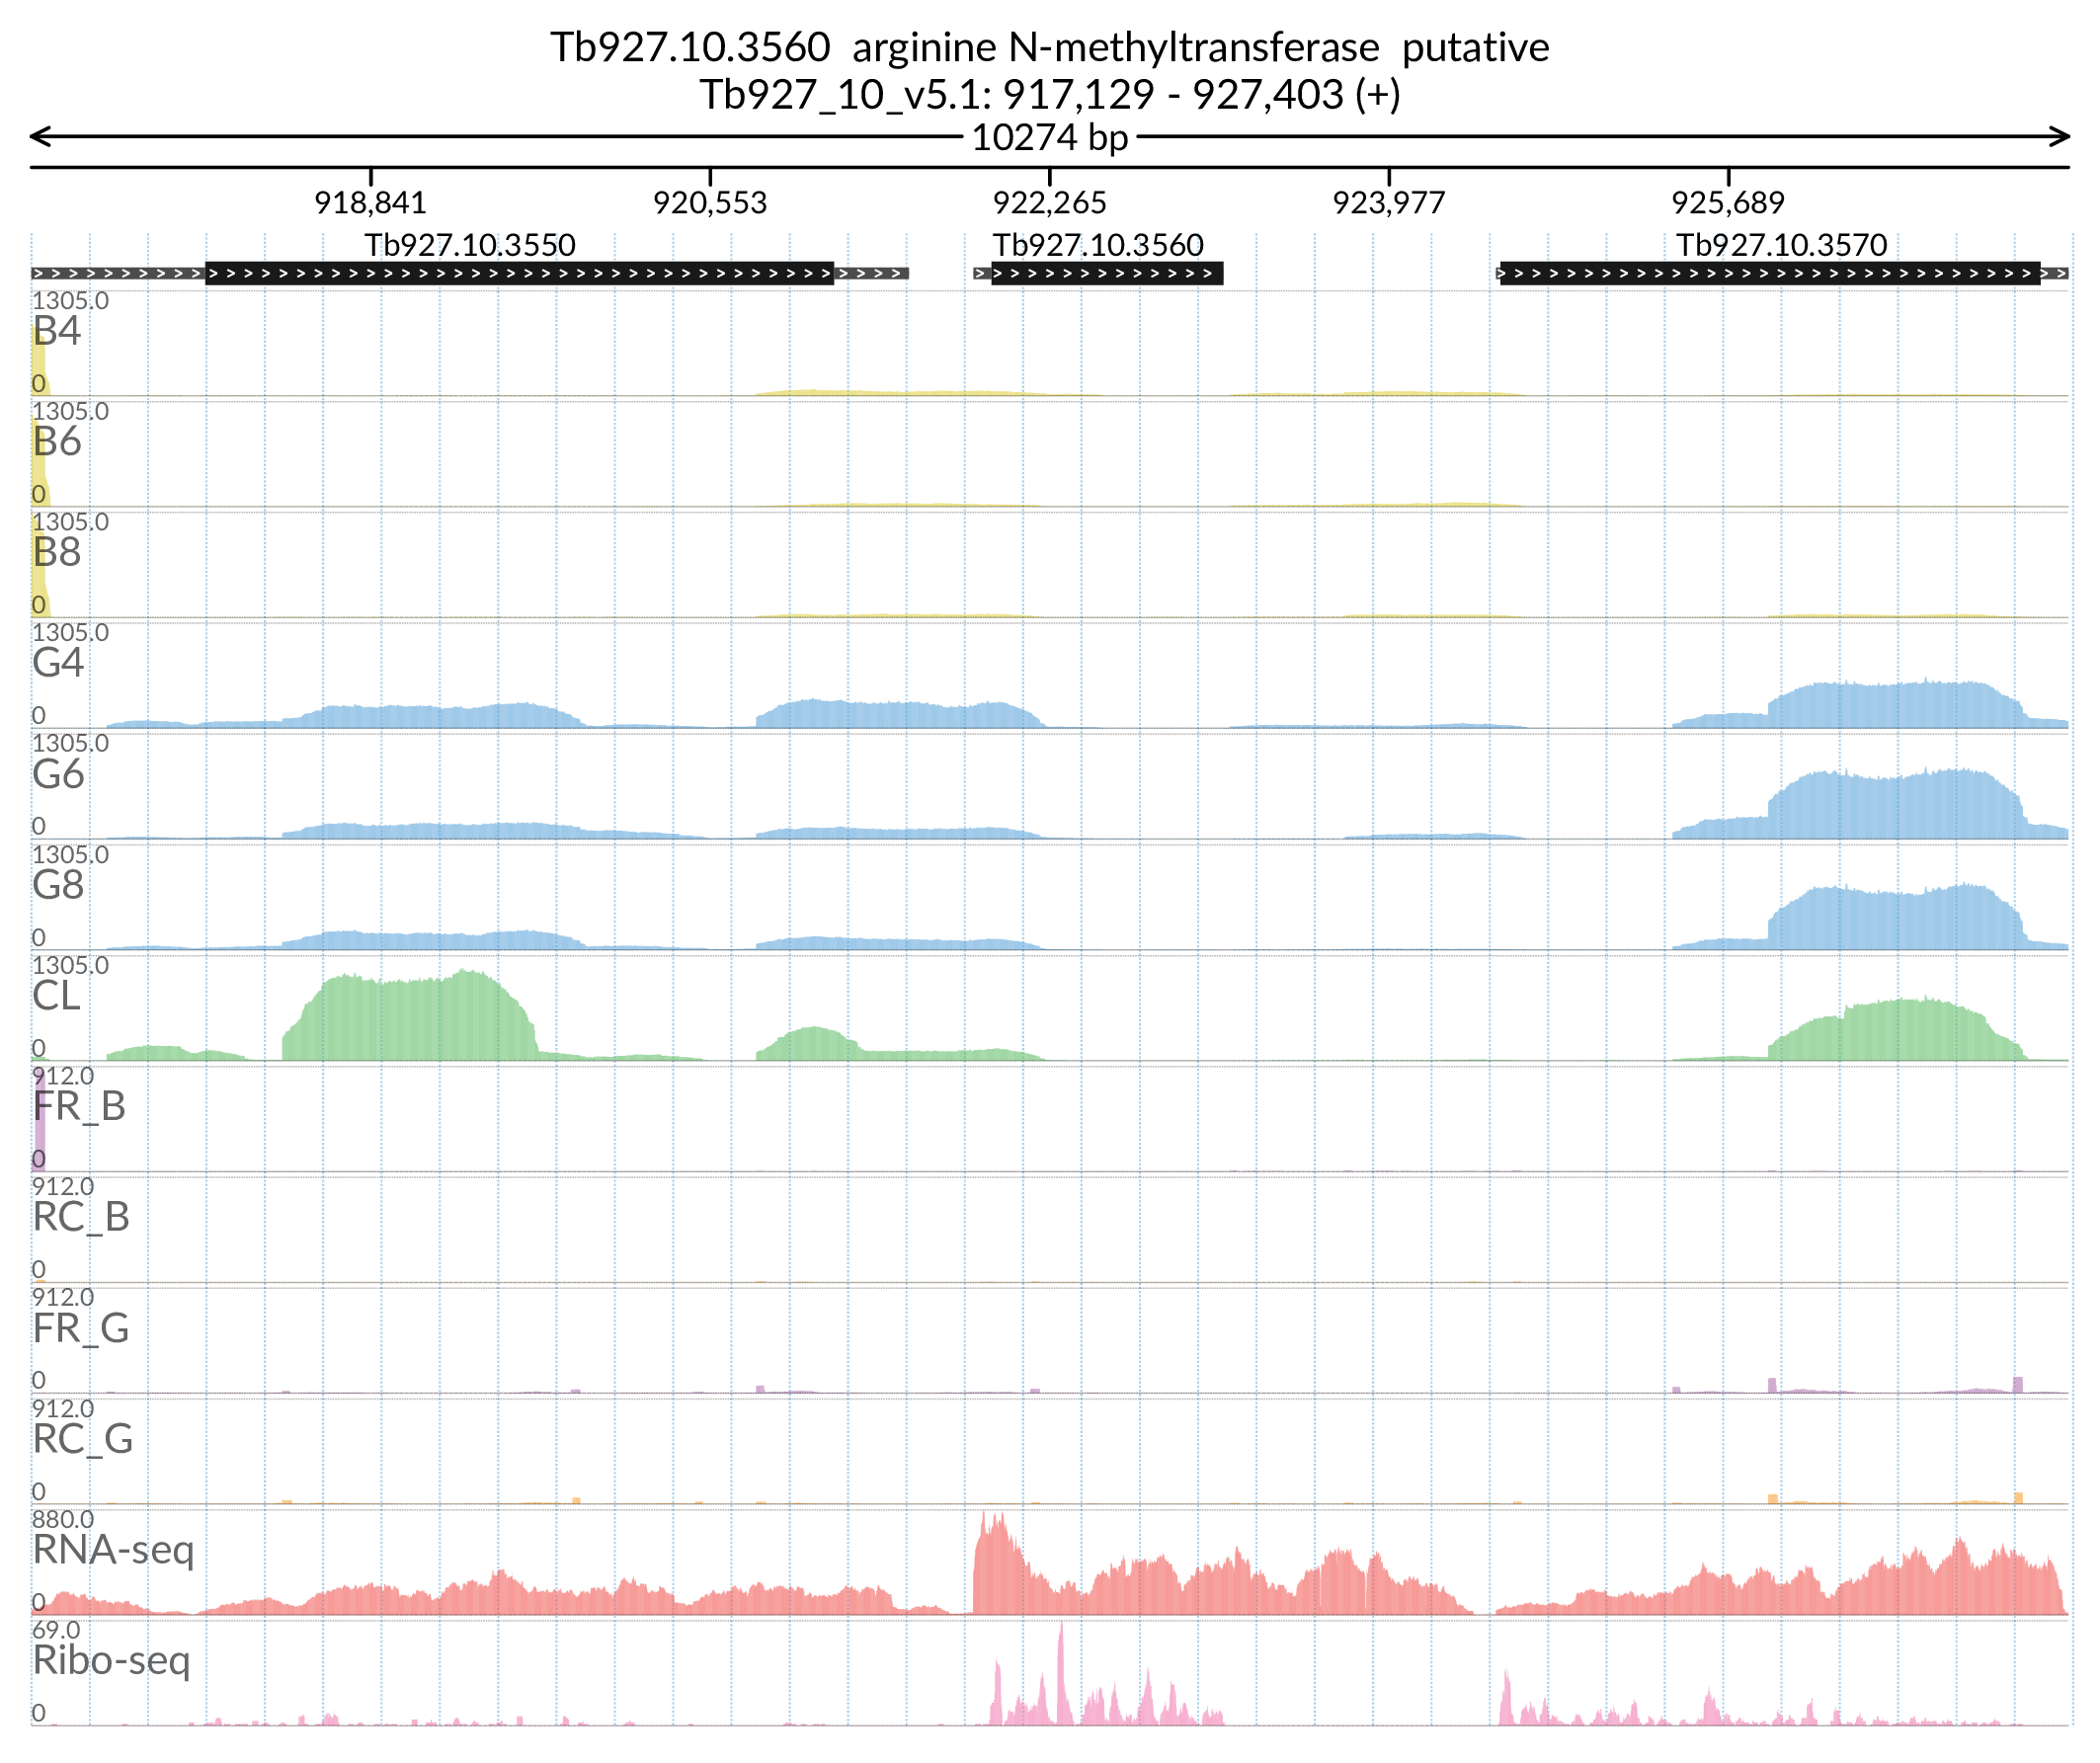 Tb927.10.3560 arginine N-methyltransferase putative
Tb927_10_v5.1: 917,129 - 927,403 (+)
10274 bp
918,841 920,553 922,265 923,977 925,689
Tb927.10.3550 Tb927.10.3560 Tb927.10.3570
1305.0
B4
0
1305.0
B6
0
1305.0
B8
0
1305.0
G4
0
1305.0
G6
0
1305.0
G8
0
1305.0
CL
0
912.0
FR_B
0
912.0
RC_B
0
912.0
FR_G
0
912.0
RC_G
0
880.0
RNA-seq
0
69.0
Ribo-seq
0